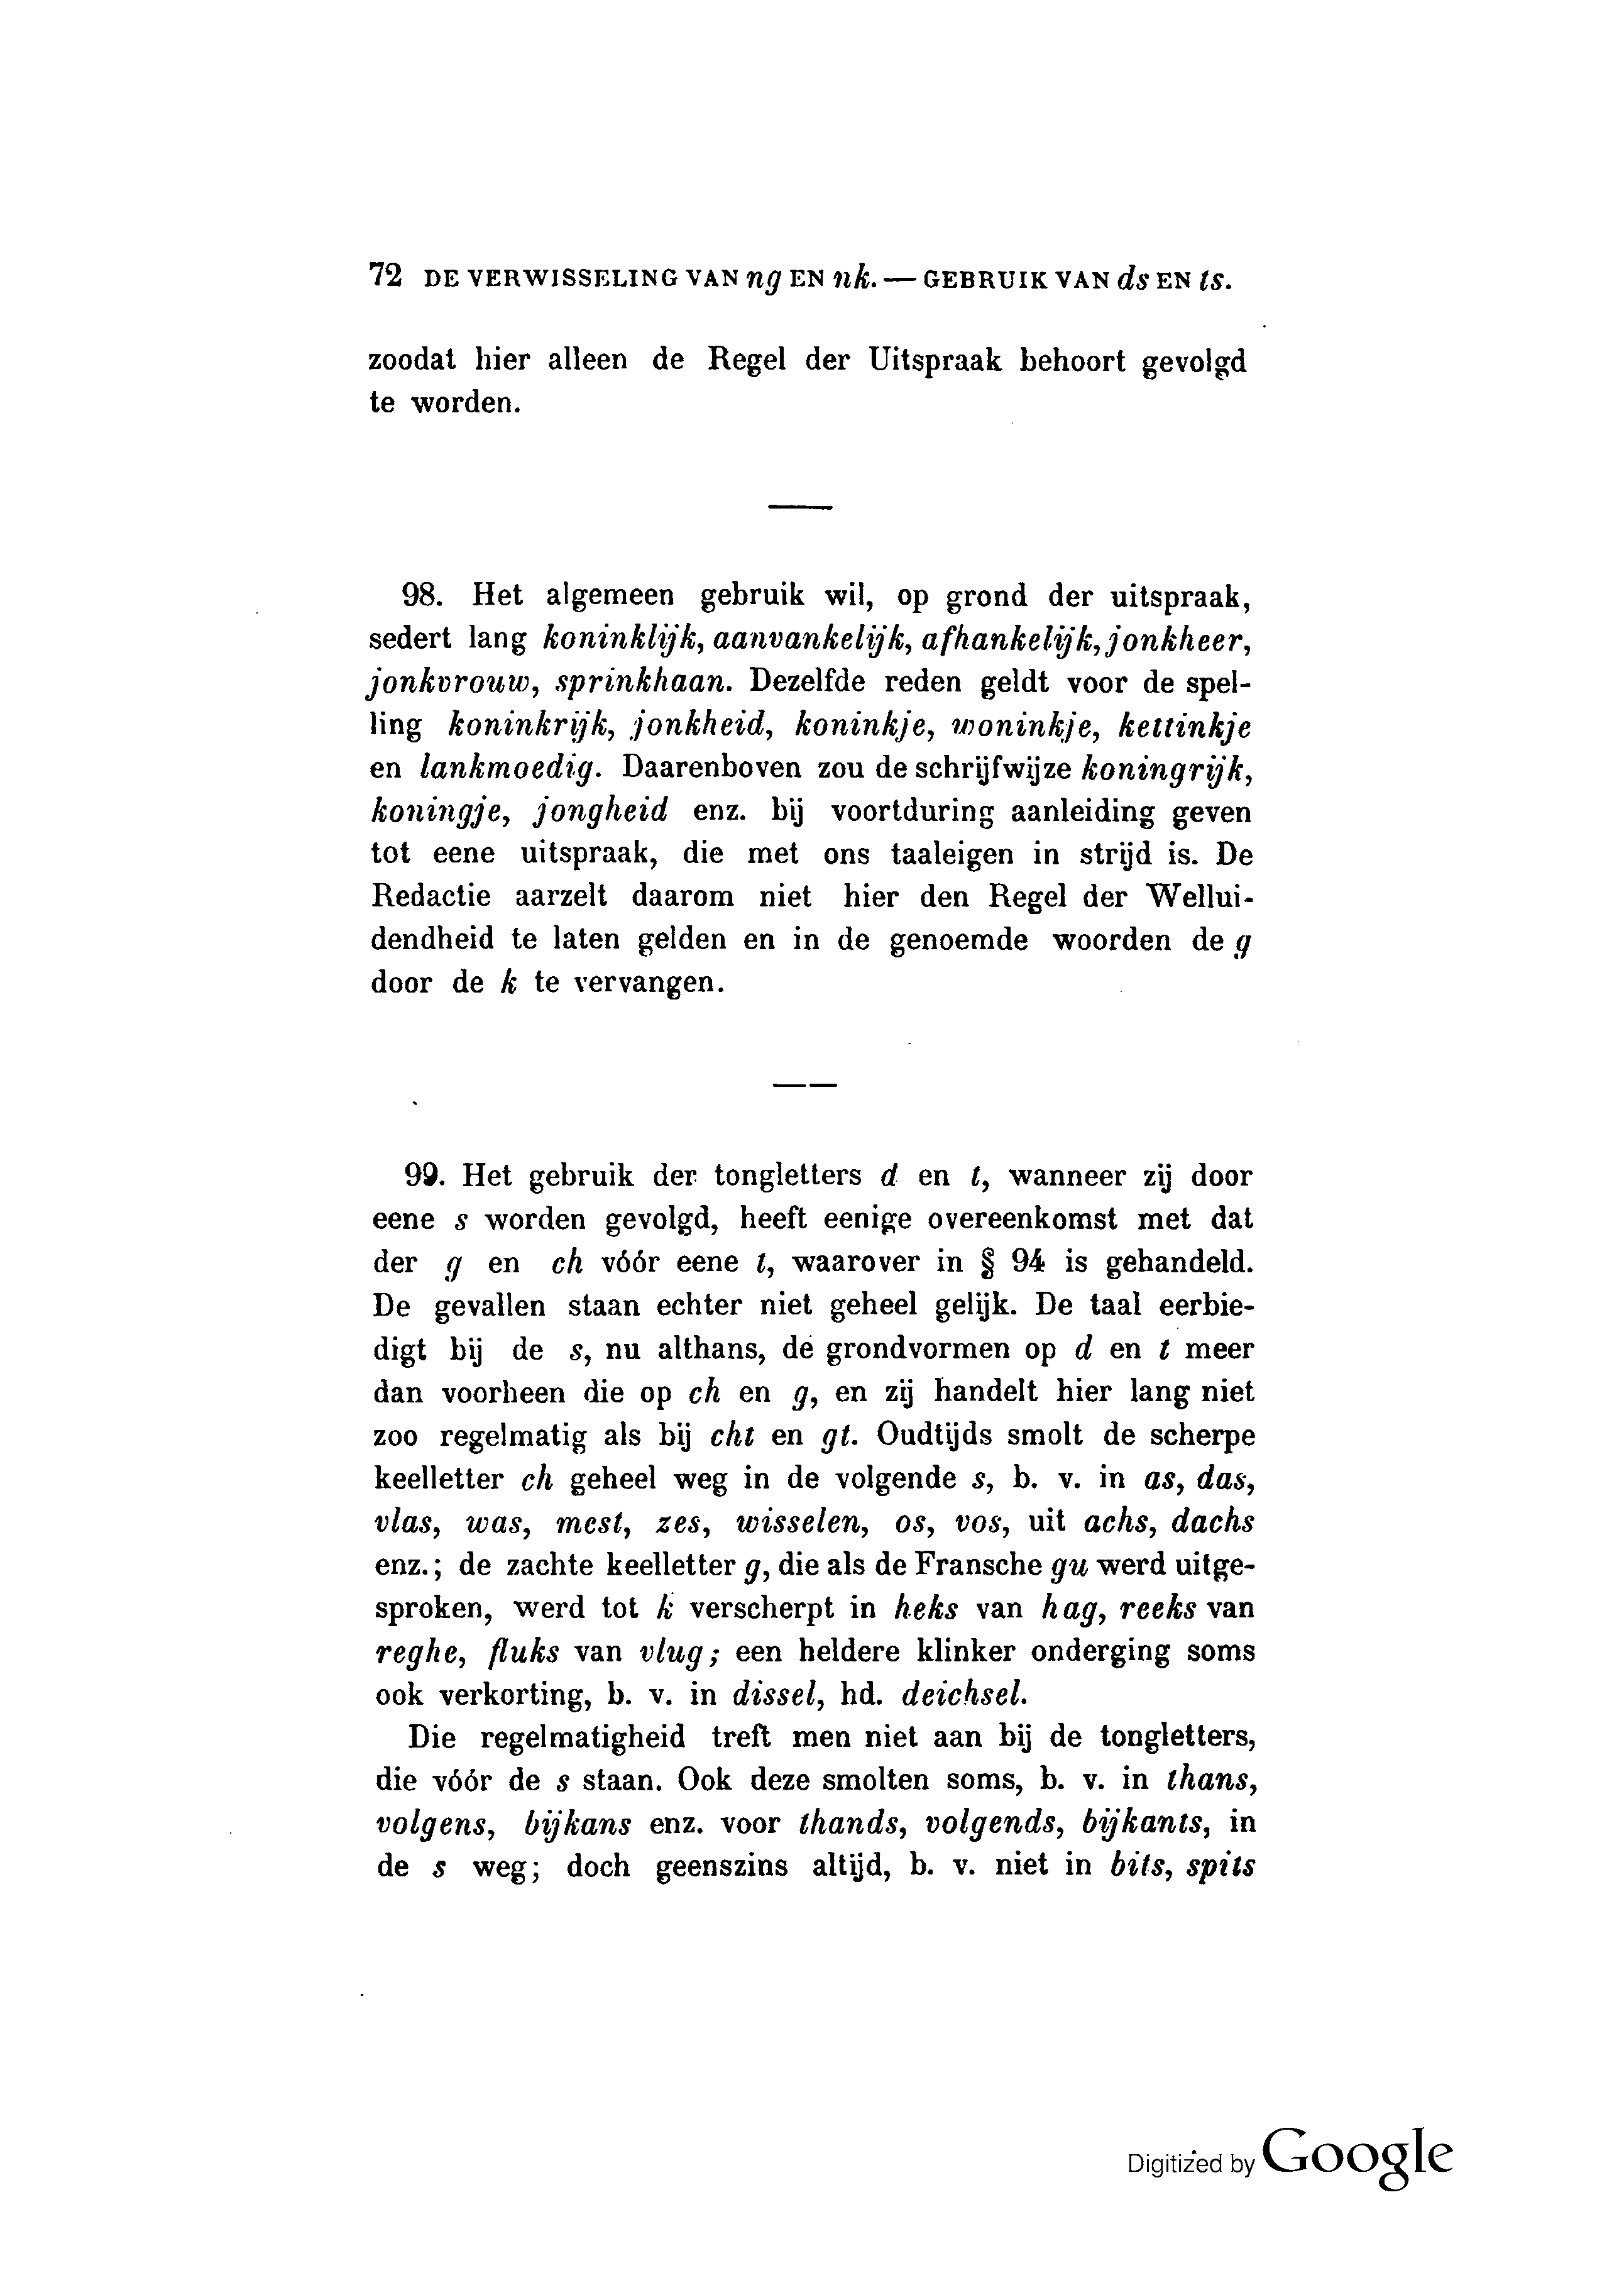 72 DE VERWISSELING VAN ng EN nk. — GEBRUIK VAN ds EN ts.
zoodat hier alleen de Regel der Uitspraak behoort gevolgd
te worden.
98. Het algemeen gebruik wil, op grond der uitspraak,
sedert lang koninklijk, aanvankelijk, afhankelijk, jonkheer,
jonkvrouw, sprinkhaan. Dezelfde reden geldt voor de spel-
ling koninkrijk, jonkheid, koninkje, woninkje, kettinkje
en lankmoedig. Daarenboven zou de schrijfwijze koningrijk,
koningje, jongheid enz. bij voortduring aanleiding geven
tot eene uitspraak, die met ons taaleigen in strijd is. De
Redactie aarzelt daarom niet hier den Regel der Wellui-
dendheid te laten gelden en in de genoemde woorden de g
door de k te vervangen.
99. Het gebruik der tongletters d en t, wanneer zij door
eene s worden gevolgd, heeft eenige overeenkomst met dat
der g en ch vóór eene t, waarover in § 94 is gehandeld.
De gevallen staan echter niet geheel gelijk. De taal eerbie-
digt bij de s, nu althans, de grondvormen op d en t meer
dan voorheen die op ch en g, en zij handelt hier lang niet
zoo regelmatig als bij cht en gt. Oudtijds smolt de scherpe
keelletter ch geheel weg in de volgende s, b. v. in as, das,
vlas, was, mest, zes, wisselen, os, vos, uit achs, dachs
enz.; de zachte keelletter g, die als de Fransche gu werd uitge-
sproken, werd tot k verscherpt in heks van hag, reeks van
reghe, fluks van vlug; een heldere klinker onderging soms
ook verkorting, b. v. in dissel, hd. deichsel.
Die regelmatigheid treft men niet aan bij de tongletters,
die vóór de s staan. Ook deze smolten soms, b. v. in thans,
volgens, bijkans enz. voor thands, volgends, bijkants, in
de s weg; doch geenszins altijd, b. v. niet in bits, spits
Digitized by Google